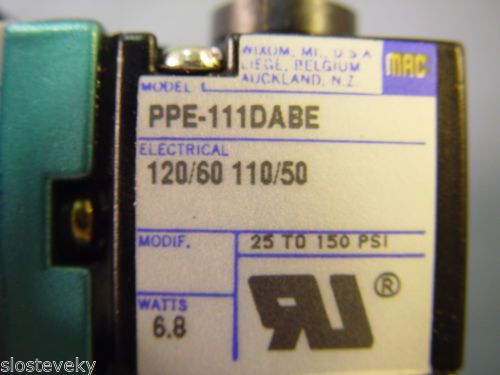 WIXOM, MI., U.S.A
LIEGE, BELGIUM
AUCKLAND, N.Z.
MAC
MODEL
PPE-111DABE
ELECTRICAL
120/60 110/50
MODIF.
25 TO 150 PSI
WATTS
6.8
RU®
slosteveky